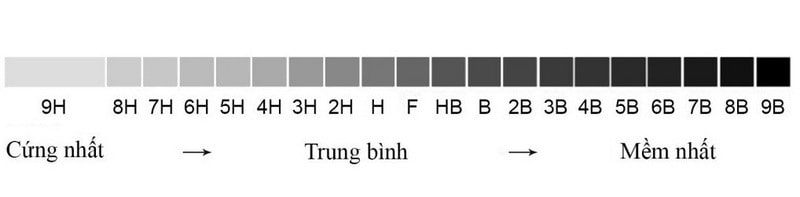 9H 8H 7H 6H 5H 4H 3H 2H H F HB B 2B 3B 4B 5B 6B 7B 8B 9B
Cứng nhất → Trung bình → Mềm nhất